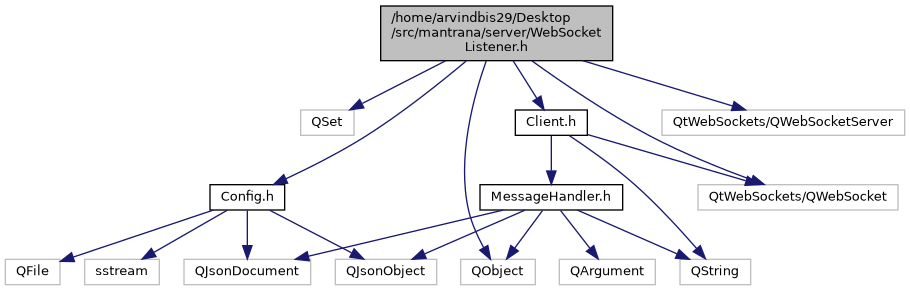 /home/arvindbis29/Desktop
/src/mantrana/server/WebSocket
Listener.h
QSet
Client.h
QtWebSockets/QWebSocketServer
Config.h
MessageHandler.h
QtWebSockets/QWebSocket
QFile
sstream
QJsonDocument
QJsonObject
QObject
QArgument
QString